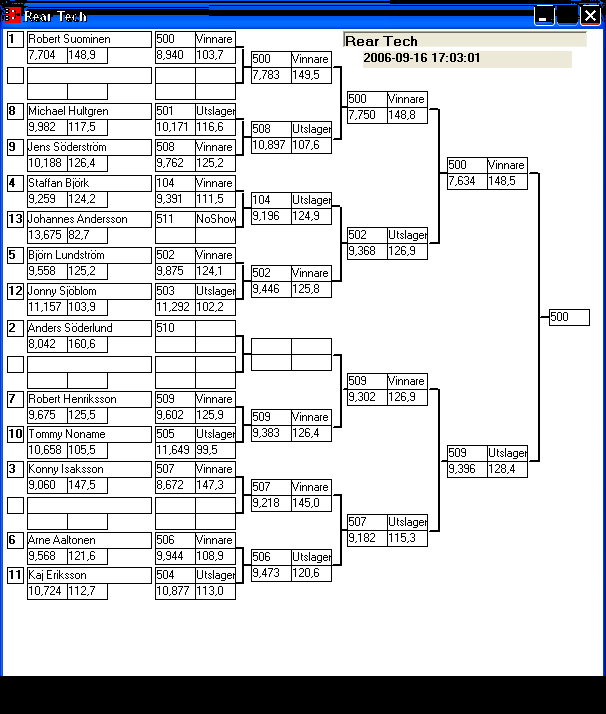 Rear Tech
Rear Tech
2006-09-16 17:03:01
1 Robert Suominen 500 Vinnare
7,704 148,9 8,940 103,7
500 Vinnare
7,783 149,5
8 Michael Hultgren 501 Utslagen
9,982 117,5 10,171 116,6
500 Vinnare
7,750 148,8
508 Utslager
10,897 107,6
9 Jens Söderström 508 Vinnare
10,188 126,4 9,762 125,2
500 Vinnare
7,634 148,5
4 Staffan Björk 104 Vinnare
9,259 124,2 9,391 111,5
104 Utslager
9,196 124,9
13 Johannes Andersson 511 NoShow
13,675 82,7
502 Utslager
9,368 126,9
5 Björn Lundström 502 Vinnare
9,558 125,2 9,875 124,1
502 Vinnare
9,446 125,8
12 Jonny Sjöblom 503 Utslager
11,157 103,9 11,292 102,2
500
2 Anders Söderlund 510
8,042 160,6
509 Vinnare
9,302 126,9
7 Robert Henriksson 509 Vinnare
9,675 125,5 9,602 125,9
509 Vinnare
9,383 126,4
10 Tommy Noname 505 Utslager
10,658 105,5 11,649 99,5
509 Utslager
9,396 128,4
3 Konny Isaksson 507 Vinnare
9,060 147,5 8,672 147,3
507 Vinnare
9,218 145,0
507 Utslager
9,182 115,3
6 Arne Aaltonen 506 Vinnare
9,568 121,6 9,944 108,9
506 Utslager
9,473 120,6
11 Kaj Eriksson 504 Utslager
10,724 112,7 10,877 113,0